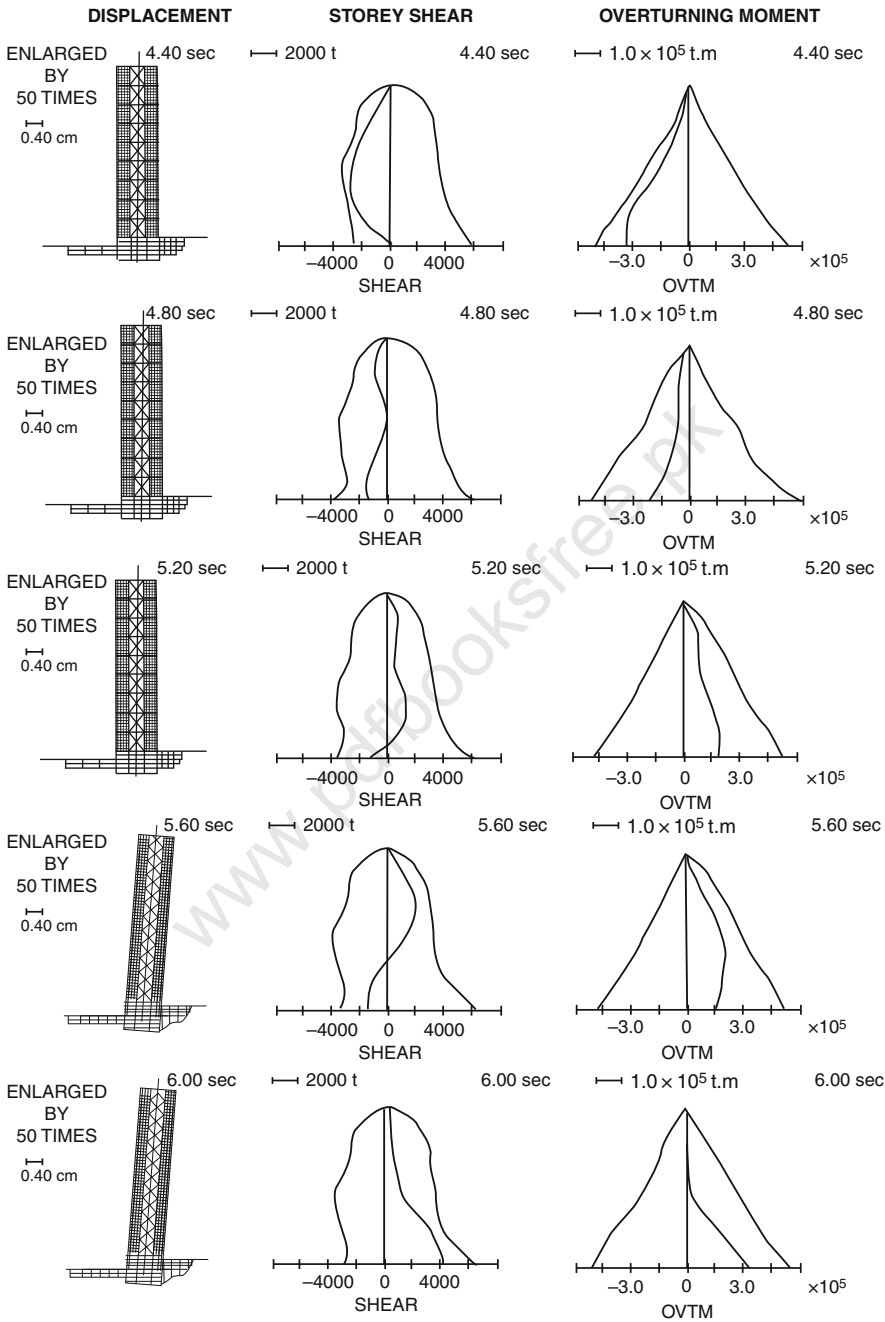 DISPLACEMENT STOREY SHEAR OVERTURNING MOMENT
ENLARGED BY 50 TIMES
0.40 cm
4.40 sec
2000 t 4.40 sec
1.0 × 10⁵ t.m 4.40 sec
−4000 0 4000
SHEAR
−3.0 0 3.0 ×10⁵
OVTM
ENLARGED BY 50 TIMES
0.40 cm
4.80 sec
2000 t 4.80 sec
1.0 × 10⁵ t.m 4.80 sec
−4000 0 4000
SHEAR
−3.0 0 3.0 ×10⁵
OVTM
ENLARGED BY 50 TIMES
0.40 cm
5.20 sec
2000 t 5.20 sec
1.0 × 10⁵ t.m 5.20 sec
−4000 0 4000
SHEAR
−3.0 0 3.0 ×10⁵
OVTM
ENLARGED BY 50 TIMES
0.40 cm
5.60 sec
2000 t 5.60 sec
1.0 × 10⁵ t.m 5.60 sec
−4000 0 4000
SHEAR
−3.0 0 3.0 ×10⁵
OVTM
ENLARGED BY 50 TIMES
0.40 cm
6.00 sec
2000 t 6.00 sec
1.0 × 10⁵ t.m 6.00 sec
−4000 0 4000
SHEAR
−3.0 0 3.0 ×10⁵
OVTM
www.pdfbooksfree.pk